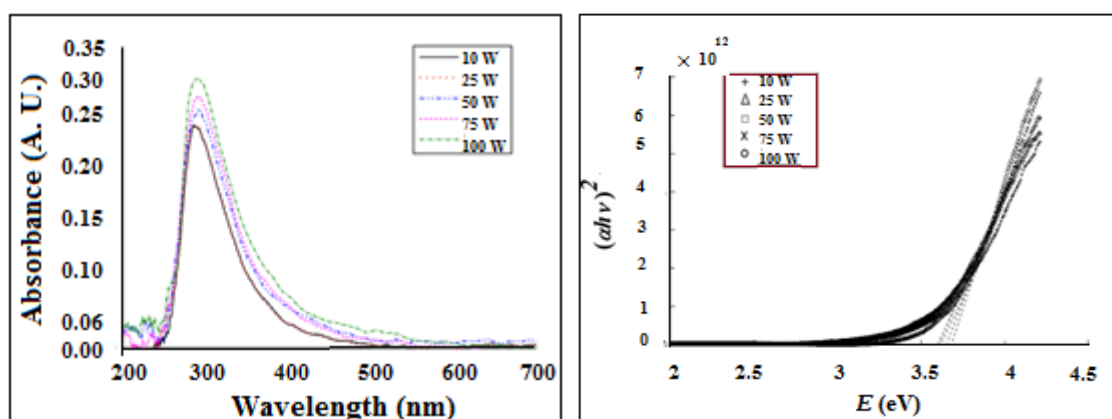 0.35
0.30
0.25
0.20
0.15
0.10
0.06
0.00
Absorbance (A. U.)
10 W
25 W
50 W
75 W
100 W
200 300 400 500 600 700
Wavelength (nm)
× 10 12
7
6
5
4
3
2
1
0
(ahν)2
10 W
25 W
50 W
75 W
100 W
2 2.5 3 3.5 4 4.5
E (eV)